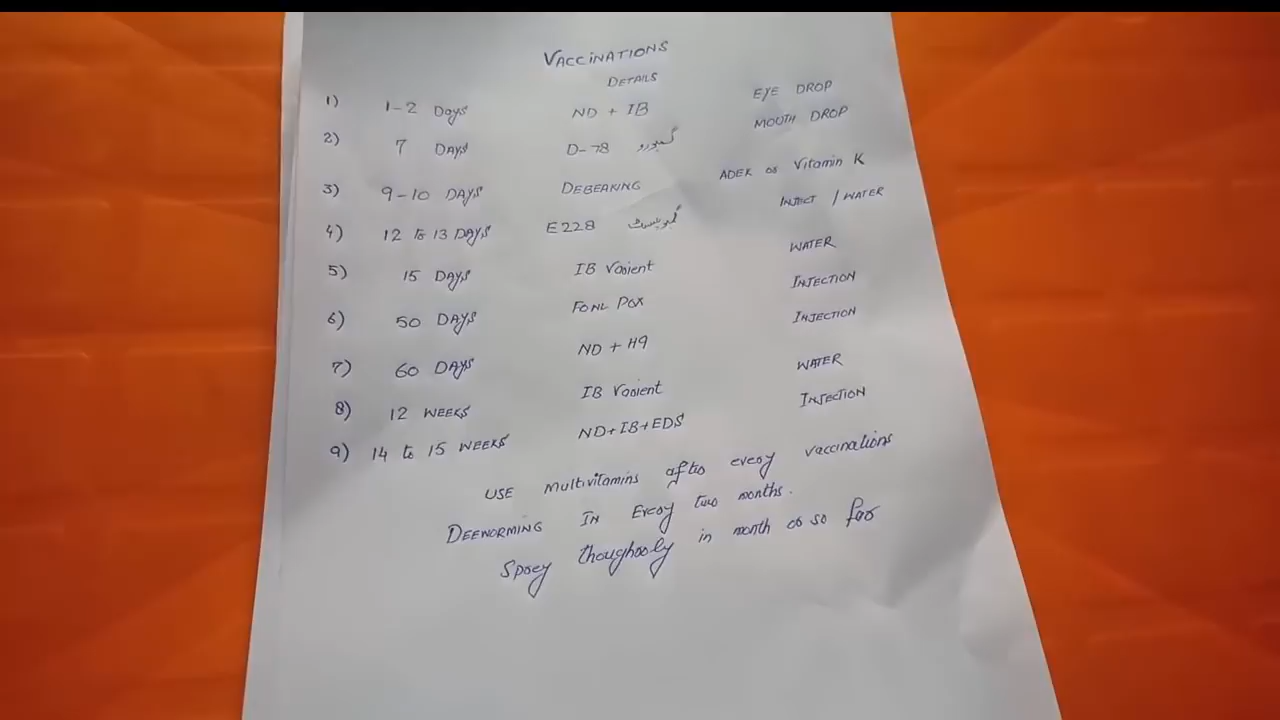 VACCINATIONS
DETAILS
1) 1-2 Days ND + IB EYE DROP
2) 7 DAYS D-78 گمبورو MOUTH DROP
3) 9-10 DAYS DEBEAKING ADEK or Vitamin K
4) 12 to 13 DAYS E228 INJECT / WATER
5) 15 DAYS IB Varient WATER
6) 50 DAYS FOWL POX INJECTION
7) 60 DAYS ND + H9 INJECTION
8) 12 WEEKS IB Varient WATER
9) 14 to 15 WEEKS ND+IB+EDS INJECTION
USE Multivitamins after every vaccinations
DEEWORMING IN Every two months.
Sprey thoughroly in month or so far